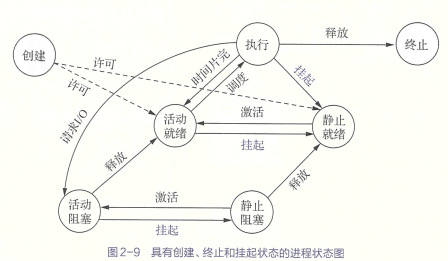 创建
执行
释放
终止
许可
许可
时间片完
调度
挂起
请求I/O
活动
就绪
激活
挂起
静止
就绪
释放
释放
活动
阻塞
激活
挂起
静止
阻塞
图2-9 具有创建、终止和挂起状态的进程状态图